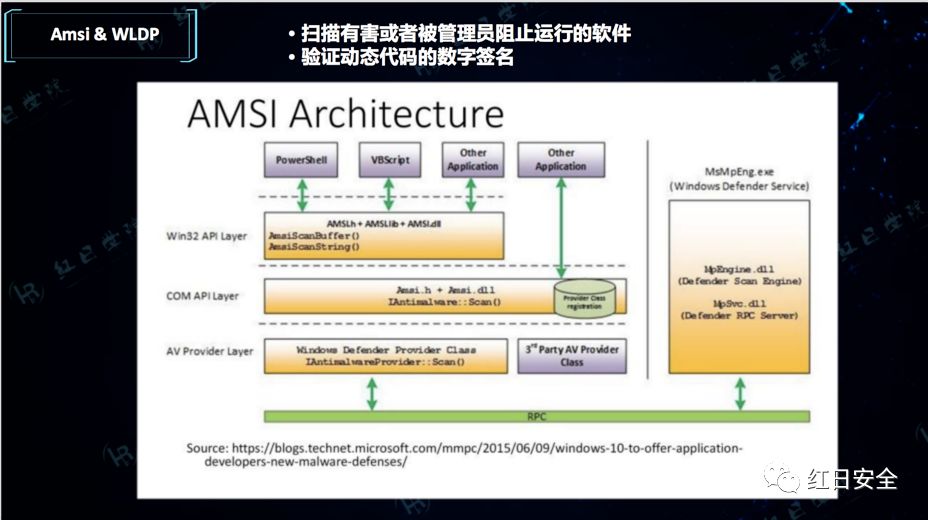 Amsi & WLDP
• 扫描有害或者被管理员阻止运行的软件
• 验证动态代码的数字签名
AMSI Architecture
PowerShell
VBScript
Other
Application
Other
Application
MsMpEng.exe
(Windows Defender Service)
Win32 API Layer
AMSI.h + AMSI.lib + AMSI.dll
AmsiScanBuffer()
AmsiScanString()
COM API Layer
Amsi.h + Amsi.dll
IAntimalware::Scan()
Provider Class
registration
MpEngine.dll
(Defender Scan Engine)
MpSvc.dll
(Defender RPC Server)
AV Provider Layer
Windows Defender Provider Class
IAntimalwareProvider::Scan()
3rd Party AV Provider
Class
RPC
Source: https://blogs.technet.microsoft.com/mmpc/2015/06/09/windows-10-to-offer-application-
developers-new-malware-defenses/
红日安全
红日学院